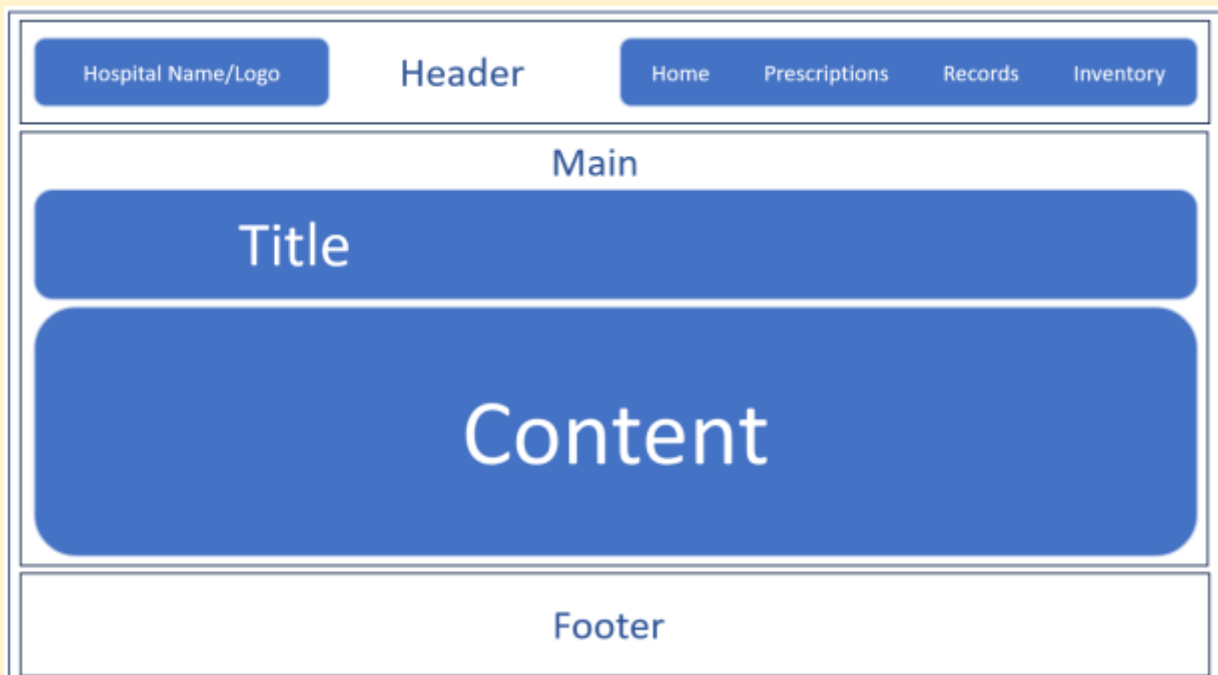 Hospital Name/Logo Header Home Prescriptions Records Inventory
Main
Title
Content
Footer